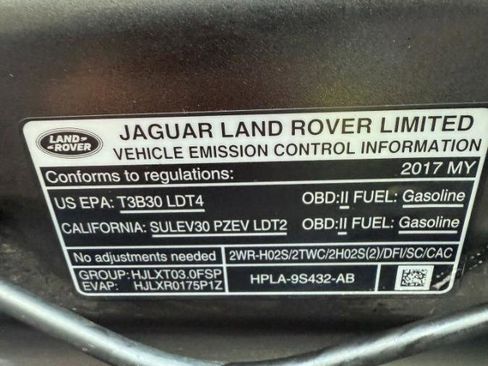 LAND
ROVER
JAGUAR LAND ROVER LIMITED
VEHICLE EMISSION CONTROL INFORMATION
Conforms to regulations: 2017 MY
US EPA: T3B30 LDT4 OBD:II FUEL: Gasoline
CALIFORNIA: SULEV30 PZEV LDT2 OBD:II FUEL: Gasoline
No adjustments needed 2WR-HO2S/2TWC/2HO2S(2)/DFI/SC/CAC
GROUP: HJLXT03.0FSP HPLA-9S432-AB
EVAP: HJLXR0175P1Z